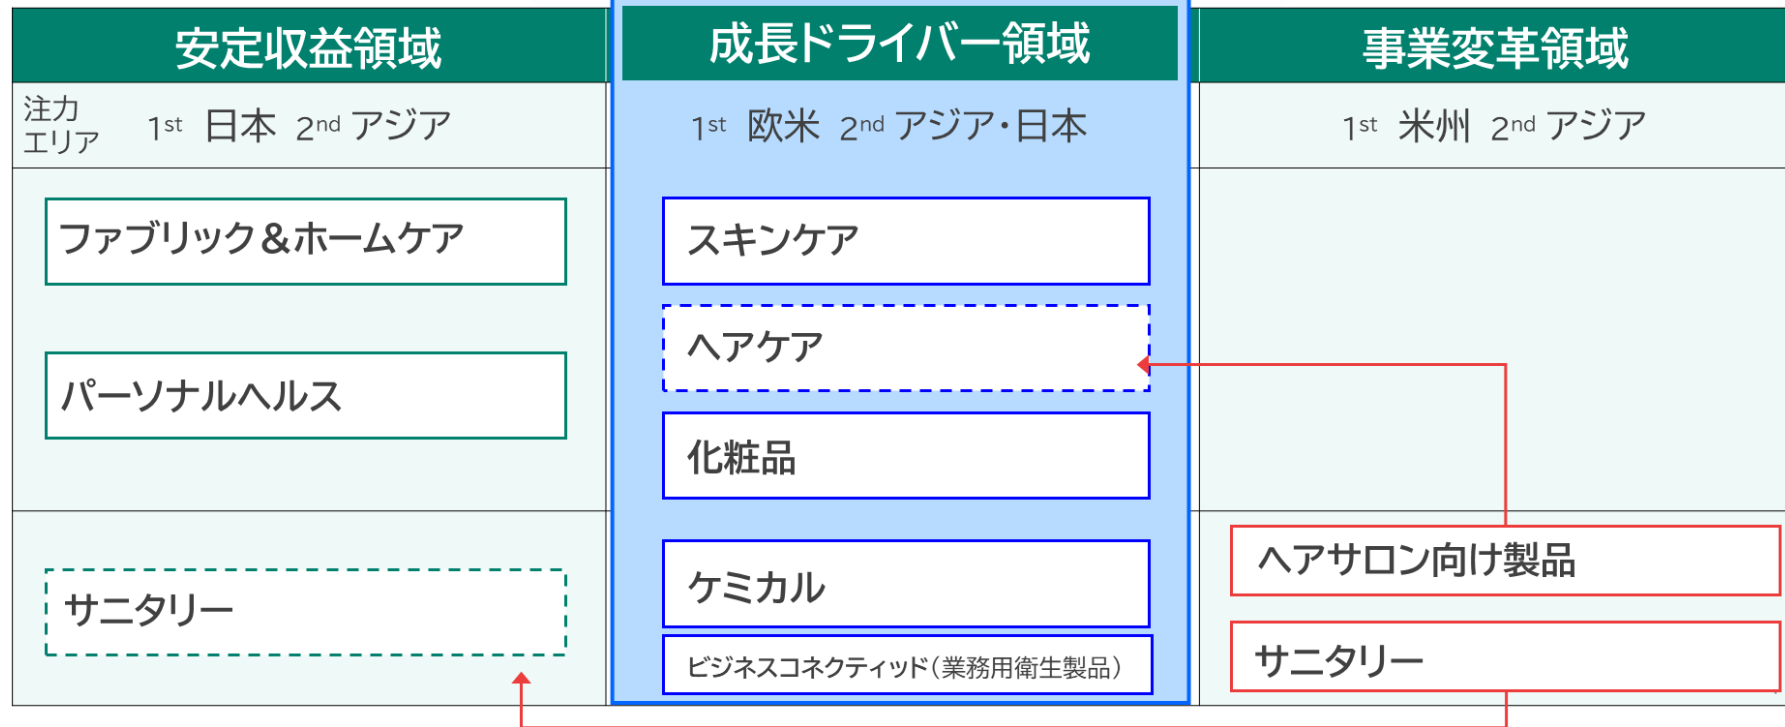 安定収益領域
成長ドライバー領域
事業変革領域
注力
エリア
1st 日本 2nd アジア
1st 欧米 2nd アジア・日本
1st 米州 2nd アジア
ファブリック&ホームケア
パーソナルヘルス
サニタリー
スキンケア
ヘアケア
化粧品
ケミカル
ビジネスコネクティッド(業務用衛生製品)
ヘアサロン向け製品
サニタリー